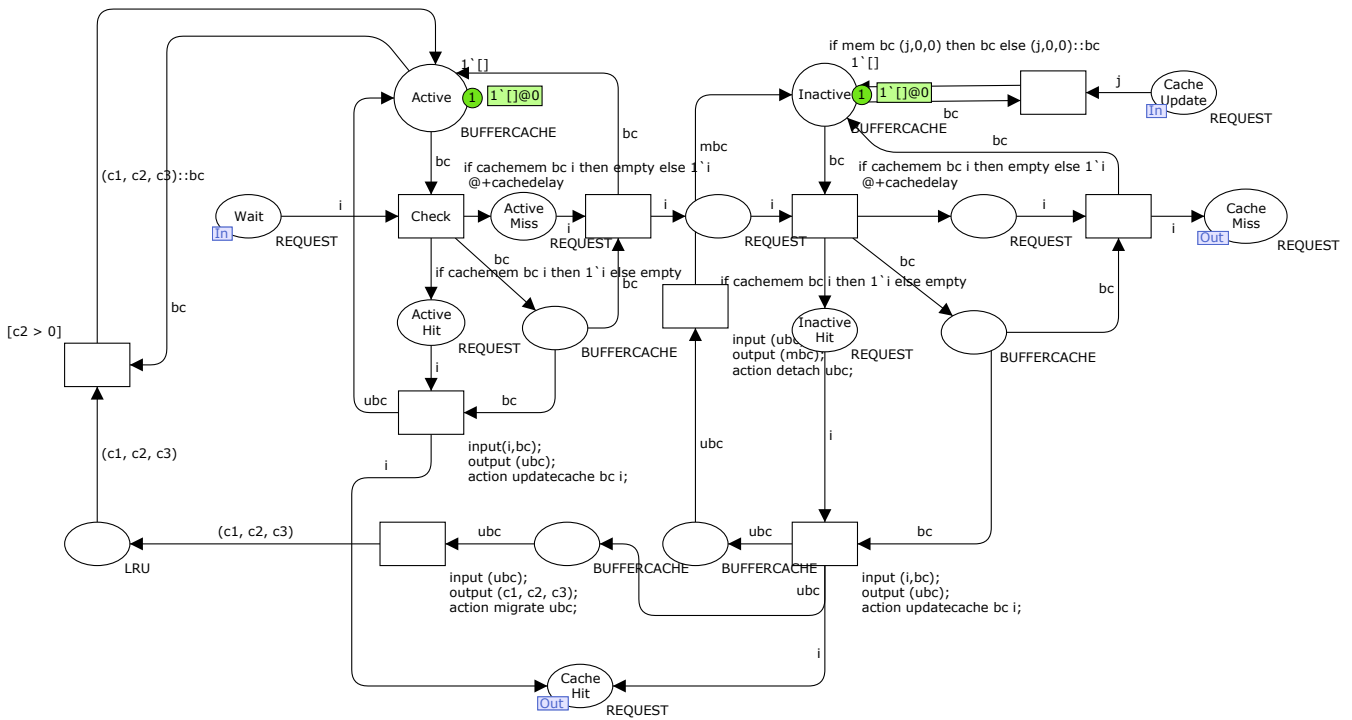 if mem bc (j,0,0) then bc else (j,0,0)::bc
1`[]
1`[]
Active
1
1`[]@0
BUFFERCACHE
Inactive
1
1`[]@0
BUFFERCACHE
bc
j
Cache
Update
In
REQUEST
bc
mbc
bc
(c1, c2, c3)::bc
bc
if cachemem bc i then empty else 1`i
@+cachedelay
bc
if cachemem bc i then empty else 1`i
@+cachedelay
Wait
In
REQUEST
i
Check
Active
Miss
REQUEST
i
i
REQUEST
i
REQUEST
i
i
Cache
Miss
Out
REQUEST
bc
if cachemem bc i then 1`i else empty
bc
bc
if cachemem bc i then 1`i else empty
bc
bc
[c2 > 0]
Active
Hit
REQUEST
BUFFERCACHE
Inactive
Hit
REQUEST
BUFFERCACHE
input (ubc
output (mbc);
action detach ubc;
i
ubc
bc
input(i,bc);
output (ubc);
action updatecache bc i;
(c1, c2, c3)
i
ubc
i
(c1, c2, c3)
LRU
ubc
BUFFERCACHE
ubc
BUFFERCACHE
bc
input (ubc);
output (c1, c2, c3);
action migrate ubc;
ubc
input (i,bc);
output (ubc);
action updatecache bc i;
i
Cache
Hit
Out
REQUEST